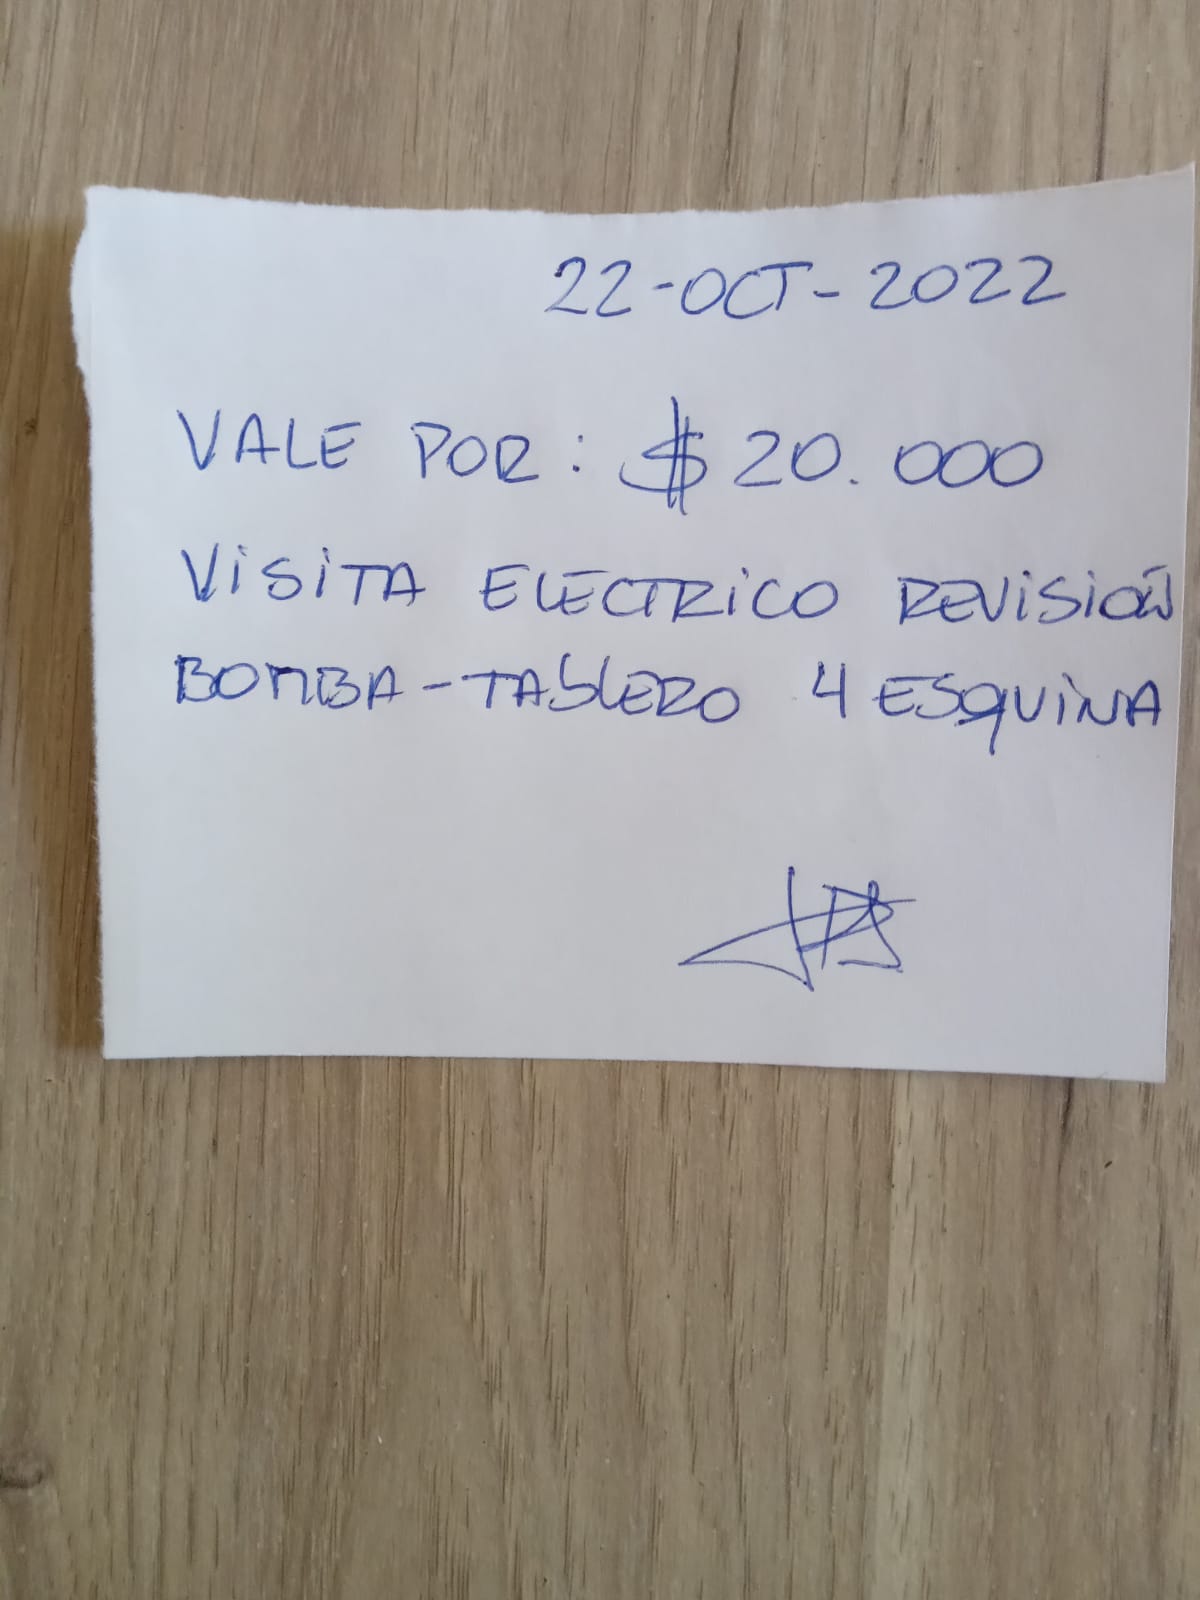 22-OCT-2022
VALE POR: $ 20.000
VISITA ELECTRICO REVISIÓN
BOMBA-TABLERO 4 ESQUINA